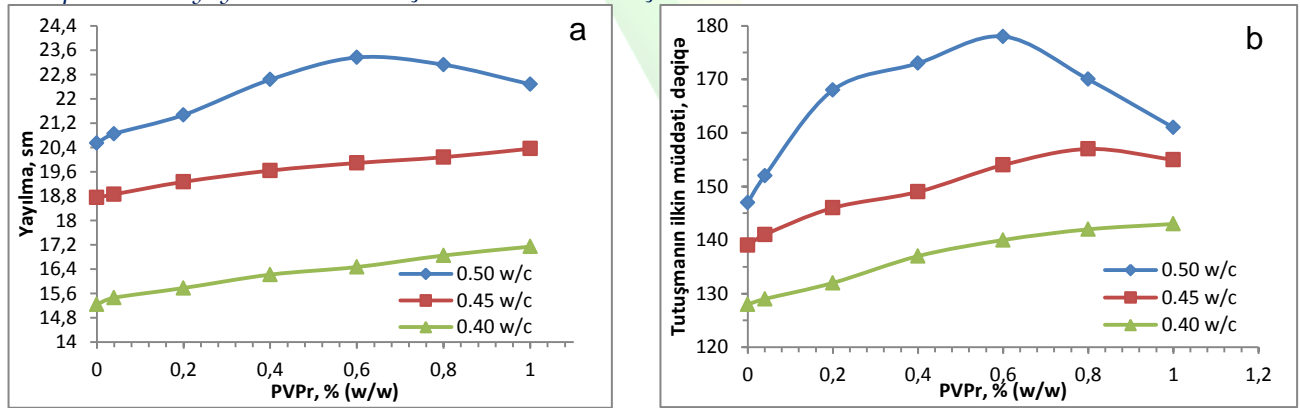 a
24,4
23,6
22,8
22
21,2
20,4
19,6
18,8
18
17,2
16,4
15,6
14,8
14
Yayılma, sm
0.50 w/c
0.45 w/c
0.40 w/c
0 0,2 0,4 0,6 0,8 1
PVPr, % (w/w)
b
180
170
160
150
140
130
120
Tutuşmanın ilkin müddəti, dəqiqə
0.50 w/c
0.45 w/c
0.40 w/c
0 0,2 0,4 0,6 0,8 1 1,2
PVPr, % (w/w)